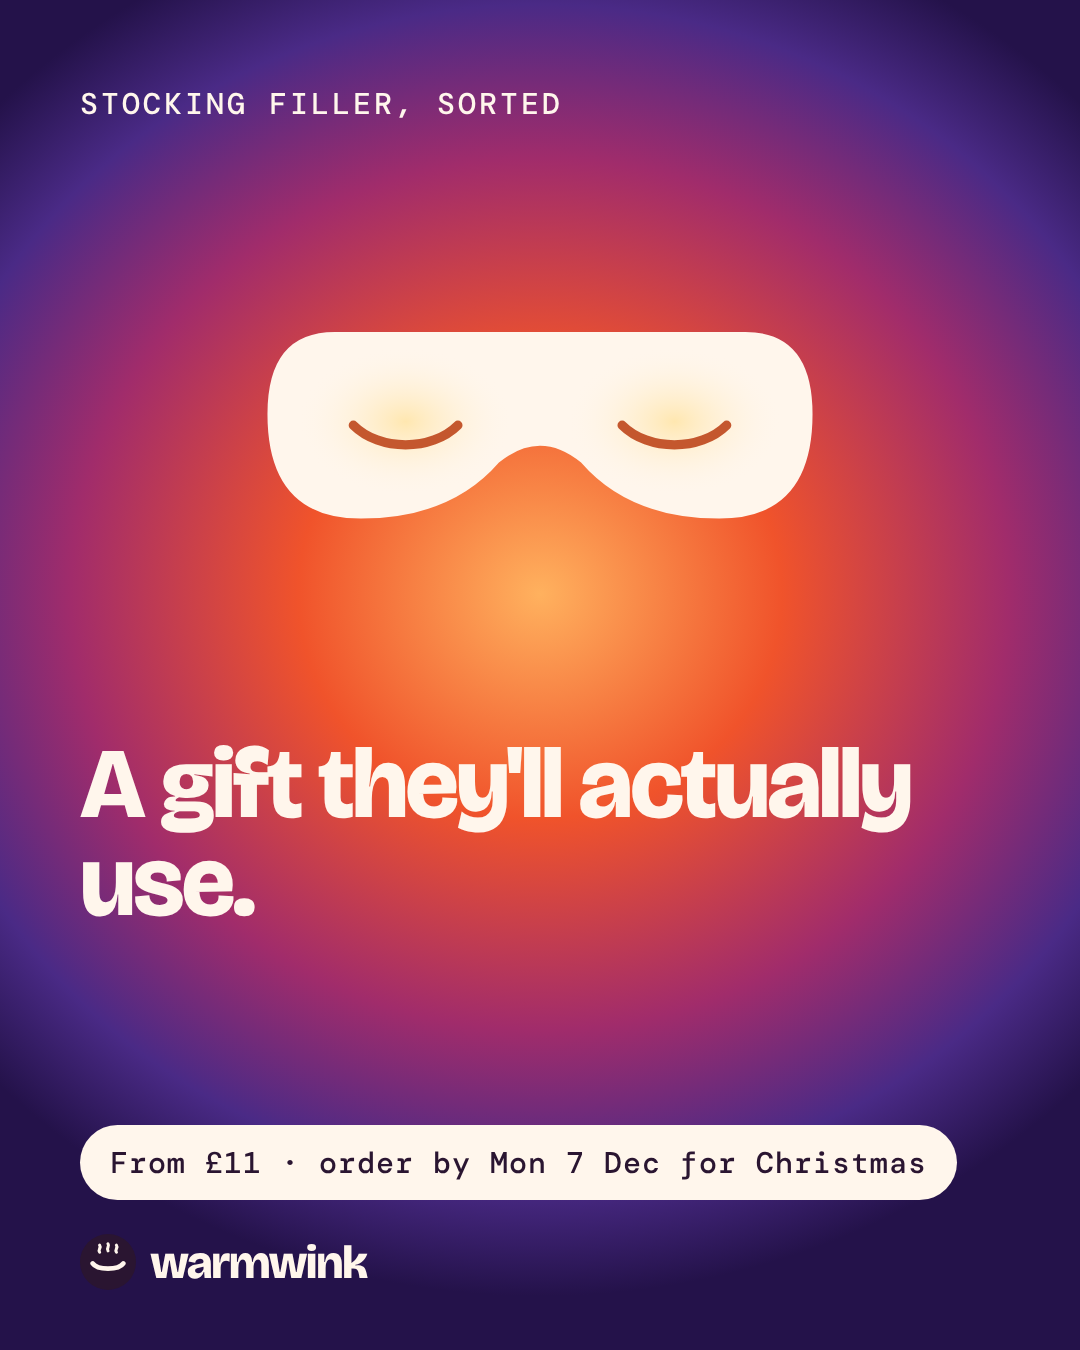 STOCKING FILLER, SORTED
A gift they'll actually
use.
From £11 · order by Mon 7 Dec for Christmas
warmwink